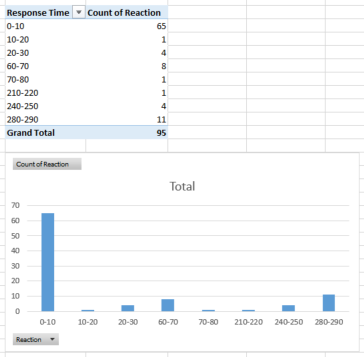 Response Time Count of Reaction
0-10 65
10-20 1
20-30 4
60-70 8
70-80 1
210-220 1
240-250 4
280-290 11
Grand Total 95
Count of Reaction
Total
70
60
50
40
30
20
10
0
0-10 10-20 20-30 60-70 70-80 210-220 240-250 280-290
Reaction